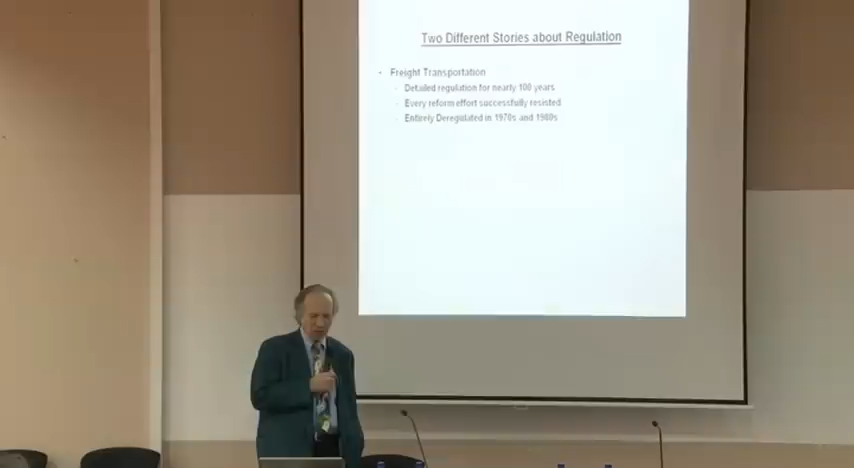 Two Different Stories about Regulation
• Freight Transportation
- Detailed regulation for nearly 100 years
- Every reform effort successfully resisted
- Entirely Deregulated in 1970s and 1980s